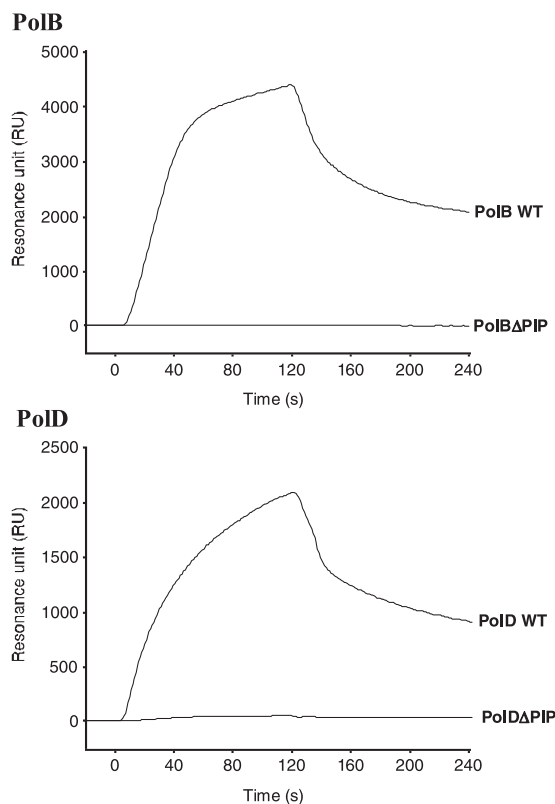 PolB
5000
4000
3000
2000
1000
0
Resonance unit (RU)
PolB WT
PolBΔPIP
0 40 80 120 160 200 240
Time (s)
PolD
2500
2000
1500
1000
500
0
Resonance unit (RU)
PolD WT
PolDΔPIP
0 40 80 120 160 200 240
Time (s)